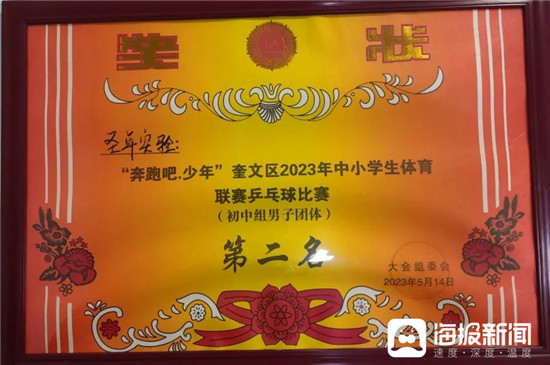 奖 状
圣卓实验：
“奔跑吧.少年”奎文区2023年中小学生体育
联赛乒乓球比赛
（初中组男子团体）
第二名
大会组委会
2023年5月14日
海报新闻
速度·深度·温度